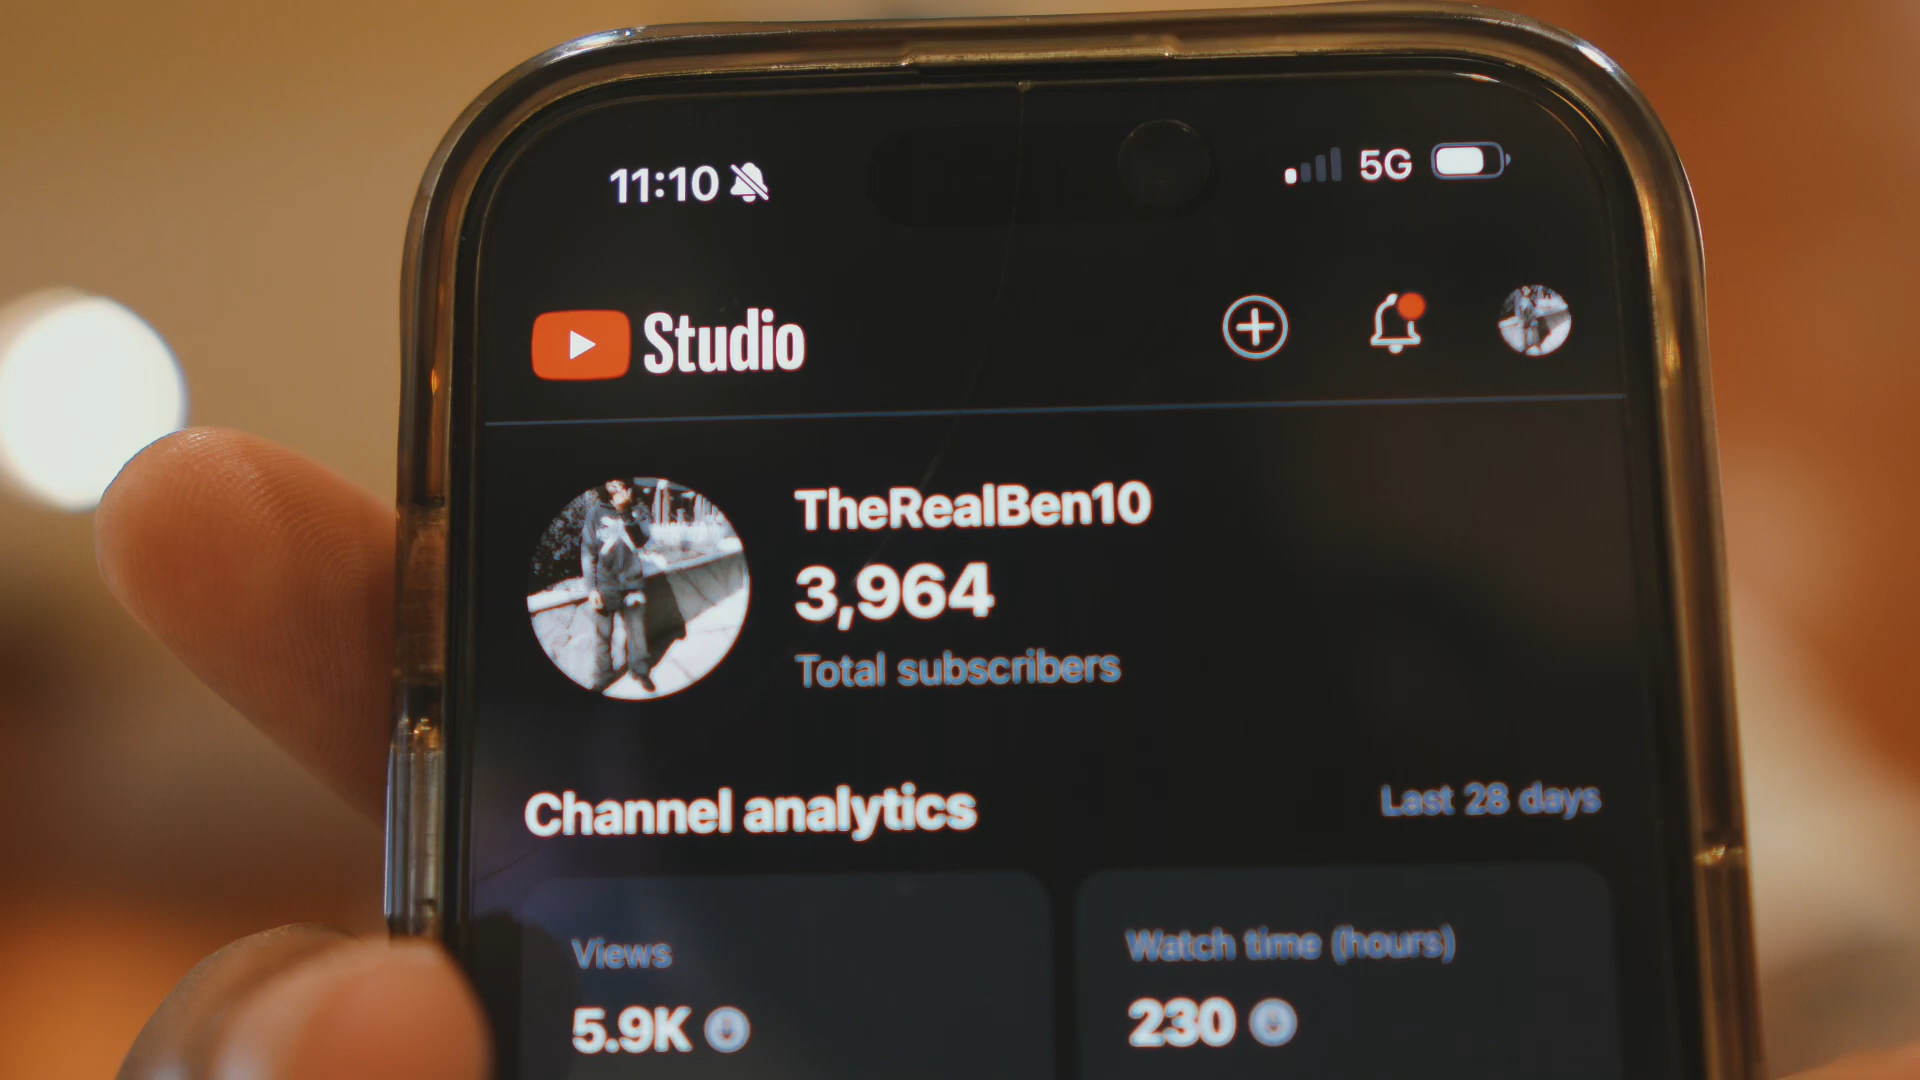 11:10 5G
Studio
TheRealBen10
3,964
Total subscribers
Channel analytics Last 28 days
Views Watch time (hours)
5.9K 230